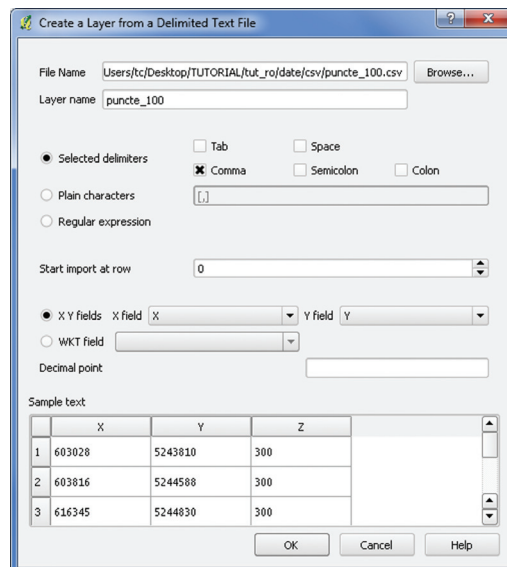 Create a Layer from a Delimited Text File
File Name Users/tc/Desktop/TUTORIAL/tut_ro/date/csv/puncte_100.csv Browse...
Layer name puncte_100
Selected delimiters Tab Space
Comma Semicolon Colon
Plain characters [,]
Regular expression
Start import at row 0
X Y fields X field X Y field Y
WKT field
Decimal point
Sample text
X Y Z
1 603028 5243810 300
2 603816 5244588 300
3 616345 5244830 300
OK Cancel Help